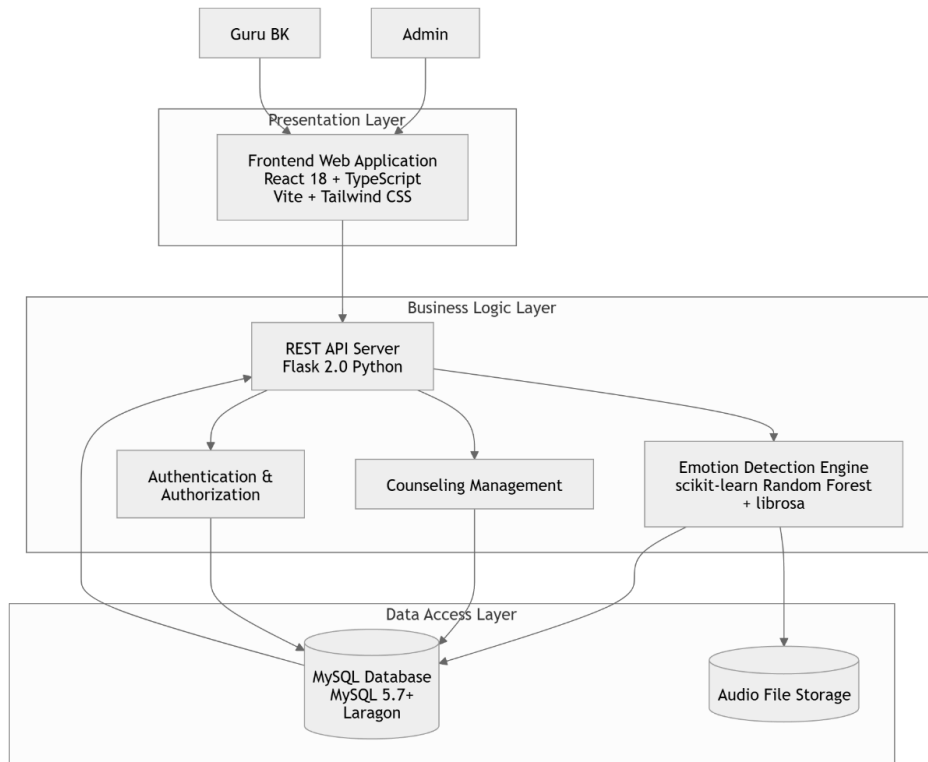 Guru BK
Admin
Presentation Layer
Frontend Web Application
React 18 + TypeScript
Vite + Tailwind CSS
Business Logic Layer
REST API Server
Flask 2.0 Python
Authentication &
Authorization
Counseling Management
Emotion Detection Engine
scikit-learn Random Forest
+ librosa
Data Access Layer
MySQL Database
MySQL 5.7+
Laragon
Audio File Storage